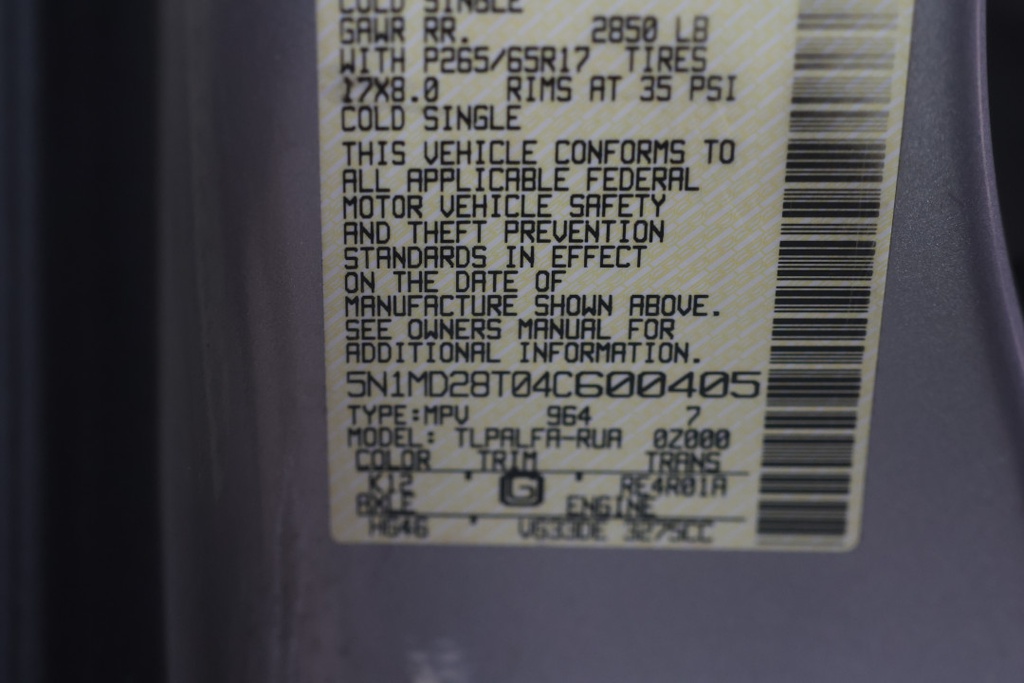 COLD SINGLE
GAWR RR. 2850 LB
WITH P265/65R17 TIRES
17X8.0 RIMS AT 35 PSI
COLD SINGLE
THIS VEHICLE CONFORMS TO
ALL APPLICABLE FEDERAL
MOTOR VEHICLE SAFETY
AND THEFT PREVENTION
STANDARDS IN EFFECT
ON THE DATE OF
MANUFACTURE SHOWN ABOVE.
SEE OWNERS MANUAL FOR
ADDITIONAL INFORMATION.
5N1MD28T04C600405
TYPE:MPV 964 7
MODEL: TLPALFA-RUA 0Z000
COLOR TRIM TRANS
K12 G RE4R01A
AXLE ENGINE
HG46 VG33DE 3275CC